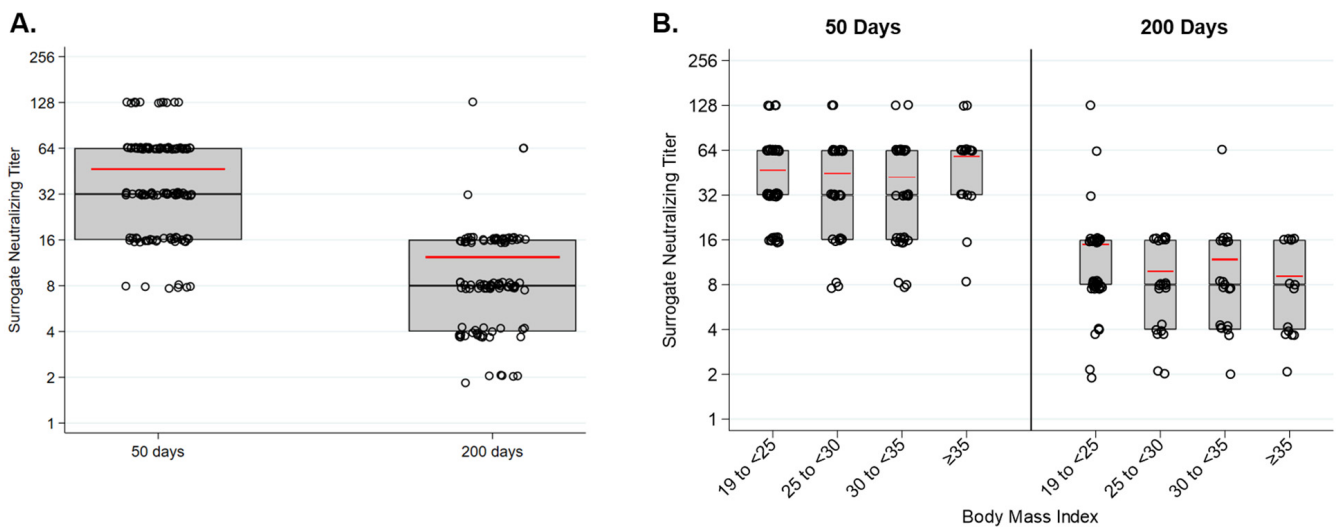 A.
256
128
64
32
16
8
4
2
1
Surrogate Neutralizing Titer
50 days
200 days
B.
50 Days
200 Days
256
128
64
32
16
8
4
2
1
Surrogate Neutralizing Titer
19 to <25
25 to <30
30 to <35
≥35
19 to <25
25 to <30
30 to <35
≥35
Body Mass Index